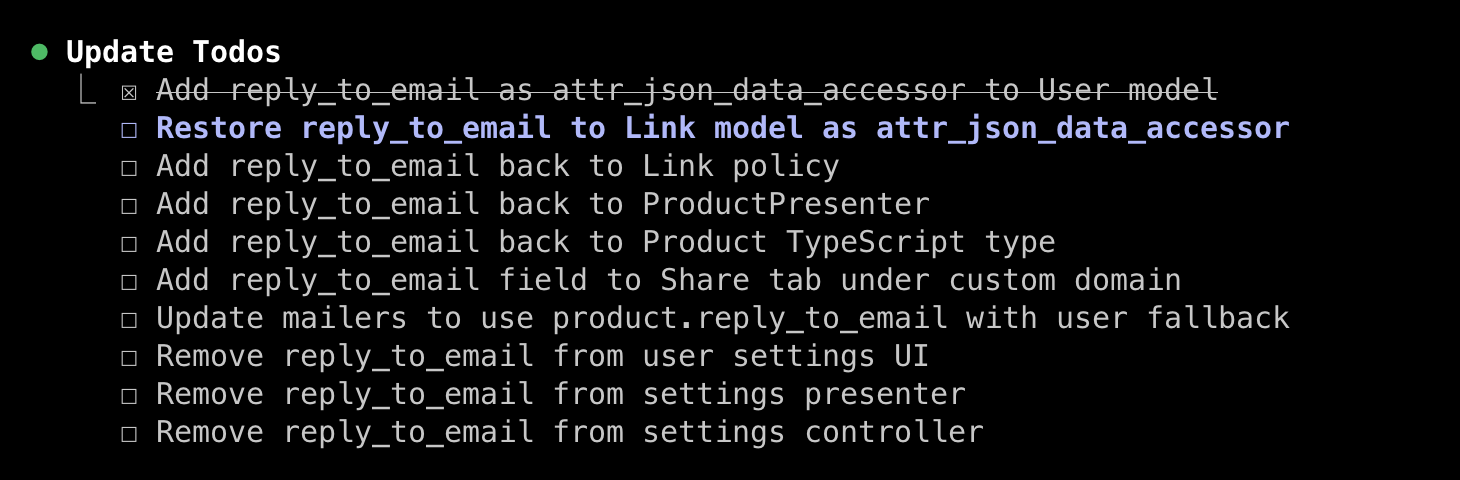 ● Update Todos
⎿ ☒ Add reply_to_email as attr_json_data_accessor to User model
☐ Restore reply_to_email to Link model as attr_json_data_accessor
☐ Add reply_to_email back to Link policy
☐ Add reply_to_email back to ProductPresenter
☐ Add reply_to_email back to Product TypeScript type
☐ Add reply_to_email field to Share tab under custom domain
☐ Update mailers to use product.reply_to_email with user fallback
☐ Remove reply_to_email from user settings UI
☐ Remove reply_to_email from settings presenter
☐ Remove reply_to_email from settings controller